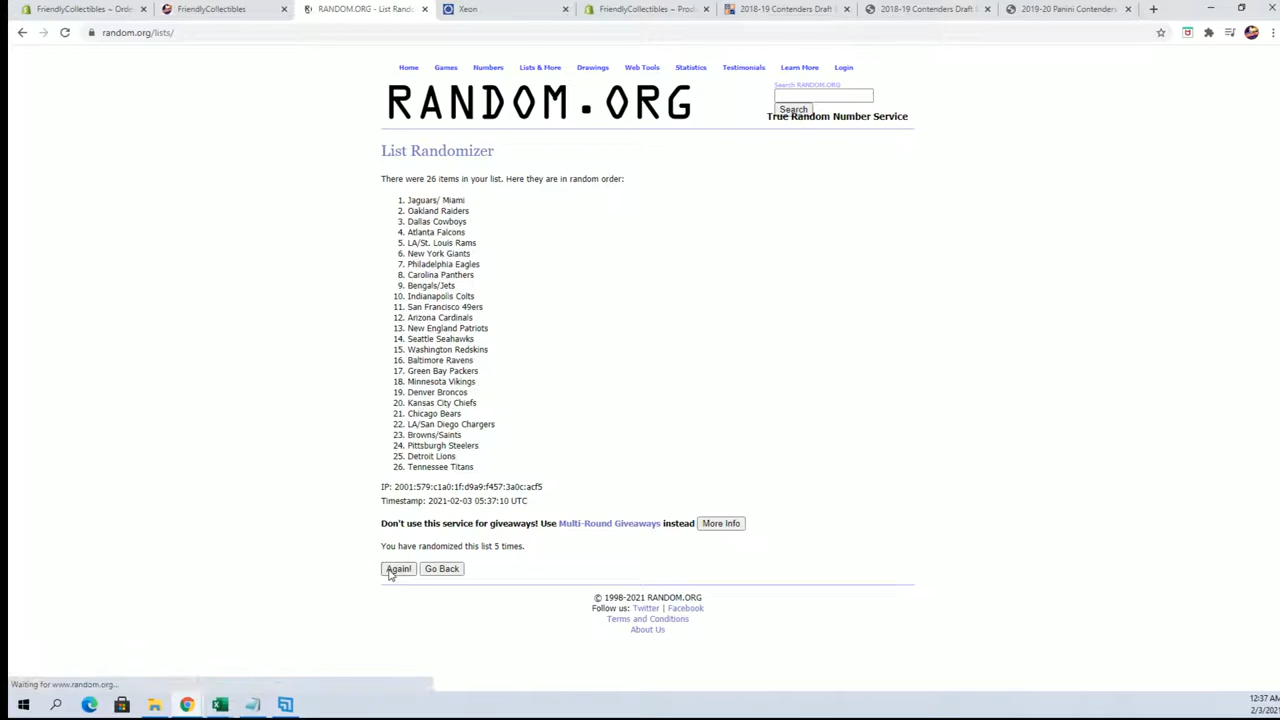 FriendlyCollectibles ~ Orde
FriendlyCollectibles
RANDOM.ORG - List Rando
Xeon
FriendlyCollectibles ~ Prod
2018-19 Contenders Draft
2018-19 Contenders Draft
2019-20 Panini Contenders
random.org/lists/
Home Games Numbers Lists & More Drawings Web Tools Statistics Testimonials Learn More Login
RANDOM.ORG
Search RANDOM.ORG
Search
True Random Number Service
List Randomizer
There were 26 items in your list. Here they are in random order:
1. Jaguars/ Miami
2. Oakland Raiders
3. Dallas Cowboys
4. Atlanta Falcons
5. LA/St. Louis Rams
6. New York Giants
7. Philadelphia Eagles
8. Carolina Panthers
9. Bengals/Jets
10. Indianapolis Colts
11. San Francisco 49ers
12. Arizona Cardinals
13. New England Patriots
14. Seattle Seahawks
15. Washington Redskins
16. Baltimore Ravens
17. Green Bay Packers
18. Minnesota Vikings
19. Denver Broncos
20. Kansas City Chiefs
21. Chicago Bears
22. LA/San Diego Chargers
23. Browns/Saints
24. Pittsburgh Steelers
25. Detroit Lions
26. Tennessee Titans
IP: 2001:579:c1a0:1f:d9a9:f457:3a0c:acf5
Timestamp: 2021-02-03 05:37:10 UTC
Don't use this service for giveaways! Use Multi-Round Giveaways instead More Info
You have randomized this list 5 times.
Again! Go Back
© 1998-2021 RANDOM.ORG
Follow us: Twitter | Facebook
Terms and Conditions
About Us
Waiting for www.random.org...
12:37 AM
2/3/2021